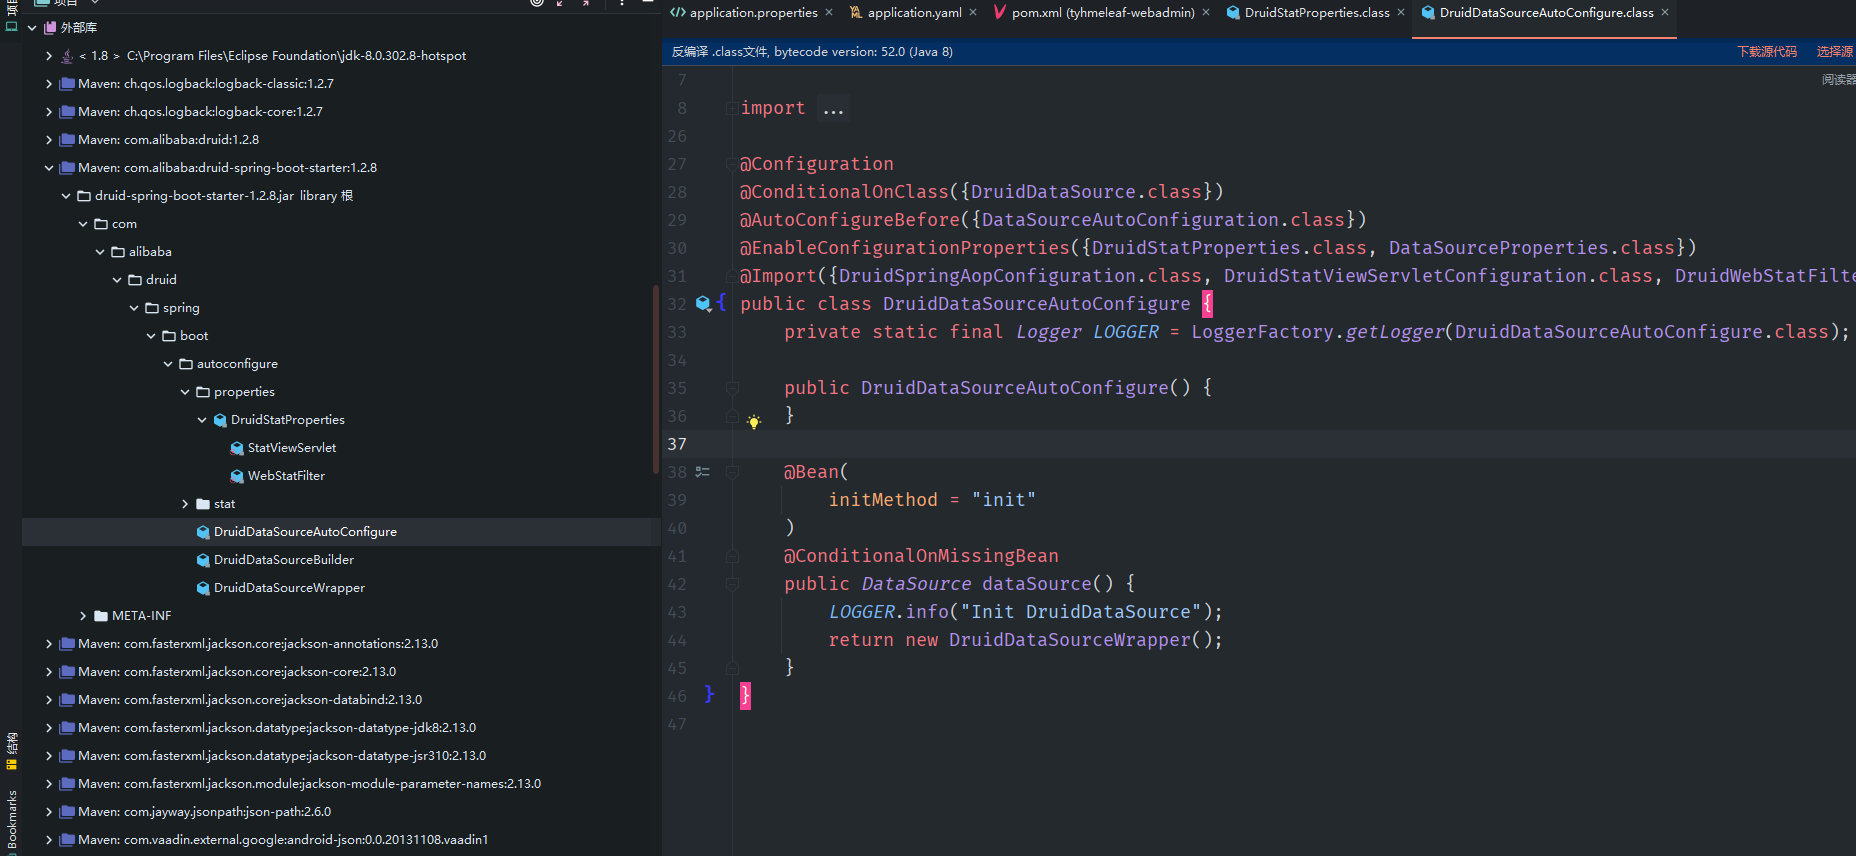 项目
外部库
< 1.8 > C:\Program Files\Eclipse Foundation\jdk-8.0.302.8-hotspot
Maven: ch.qos.logback:logback-classic:1.2.7
Maven: ch.qos.logback:logback-core:1.2.7
Maven: com.alibaba:druid:1.2.8
Maven: com.alibaba:druid-spring-boot-starter:1.2.8
druid-spring-boot-starter-1.2.8.jar library 根
com
alibaba
druid
spring
boot
autoconfigure
properties
DruidStatProperties
StatViewServlet
WebStatFilter
stat
DruidDataSourceAutoConfigure
DruidDataSourceBuilder
DruidDataSourceWrapper
META-INF
Maven: com.fasterxml.jackson.core:jackson-annotations:2.13.0
Maven: com.fasterxml.jackson.core:jackson-core:2.13.0
Maven: com.fasterxml.jackson.core:jackson-databind:2.13.0
Maven: com.fasterxml.jackson.datatype:jackson-datatype-jdk8:2.13.0
Maven: com.fasterxml.jackson.datatype:jackson-datatype-jsr310:2.13.0
Maven: com.fasterxml.jackson.module:jackson-module-parameter-names:2.13.0
Maven: com.jayway.jsonpath:json-path:2.6.0
Maven: com.vaadin.external.google:android-json:0.0.20131108.vaadin1
结构
Bookmarks
application.properties × application.yaml × pom.xml (tyhmeleaf-webadmin) × DruidStatProperties.class × DruidDataSourceAutoConfigure.class ×
反编译 .class文件, bytecode version: 52.0 (Java 8) 下载源代码 选择源
阅读器
7
8 import ...
26
27 @Configuration
28 @ConditionalOnClass({DruidDataSource.class})
29 @AutoConfigureBefore({DataSourceAutoConfiguration.class})
30 @EnableConfigurationProperties({DruidStatProperties.class, DataSourceProperties.class})
31 @Import({DruidSpringAopConfiguration.class, DruidStatViewServletConfiguration.class, DruidWebStatFilte
32 { public class DruidDataSourceAutoConfigure {
33 private static final Logger LOGGER = LoggerFactory.getLogger(DruidDataSourceAutoConfigure.class);
34
35 public DruidDataSourceAutoConfigure() {
36 }
37
38 @Bean(
39 initMethod = "init"
40 )
41 @ConditionalOnMissingBean
42 public DataSource dataSource() {
43 LOGGER.info("Init DruidDataSource");
44 return new DruidDataSourceWrapper();
45 }
46 } }
47